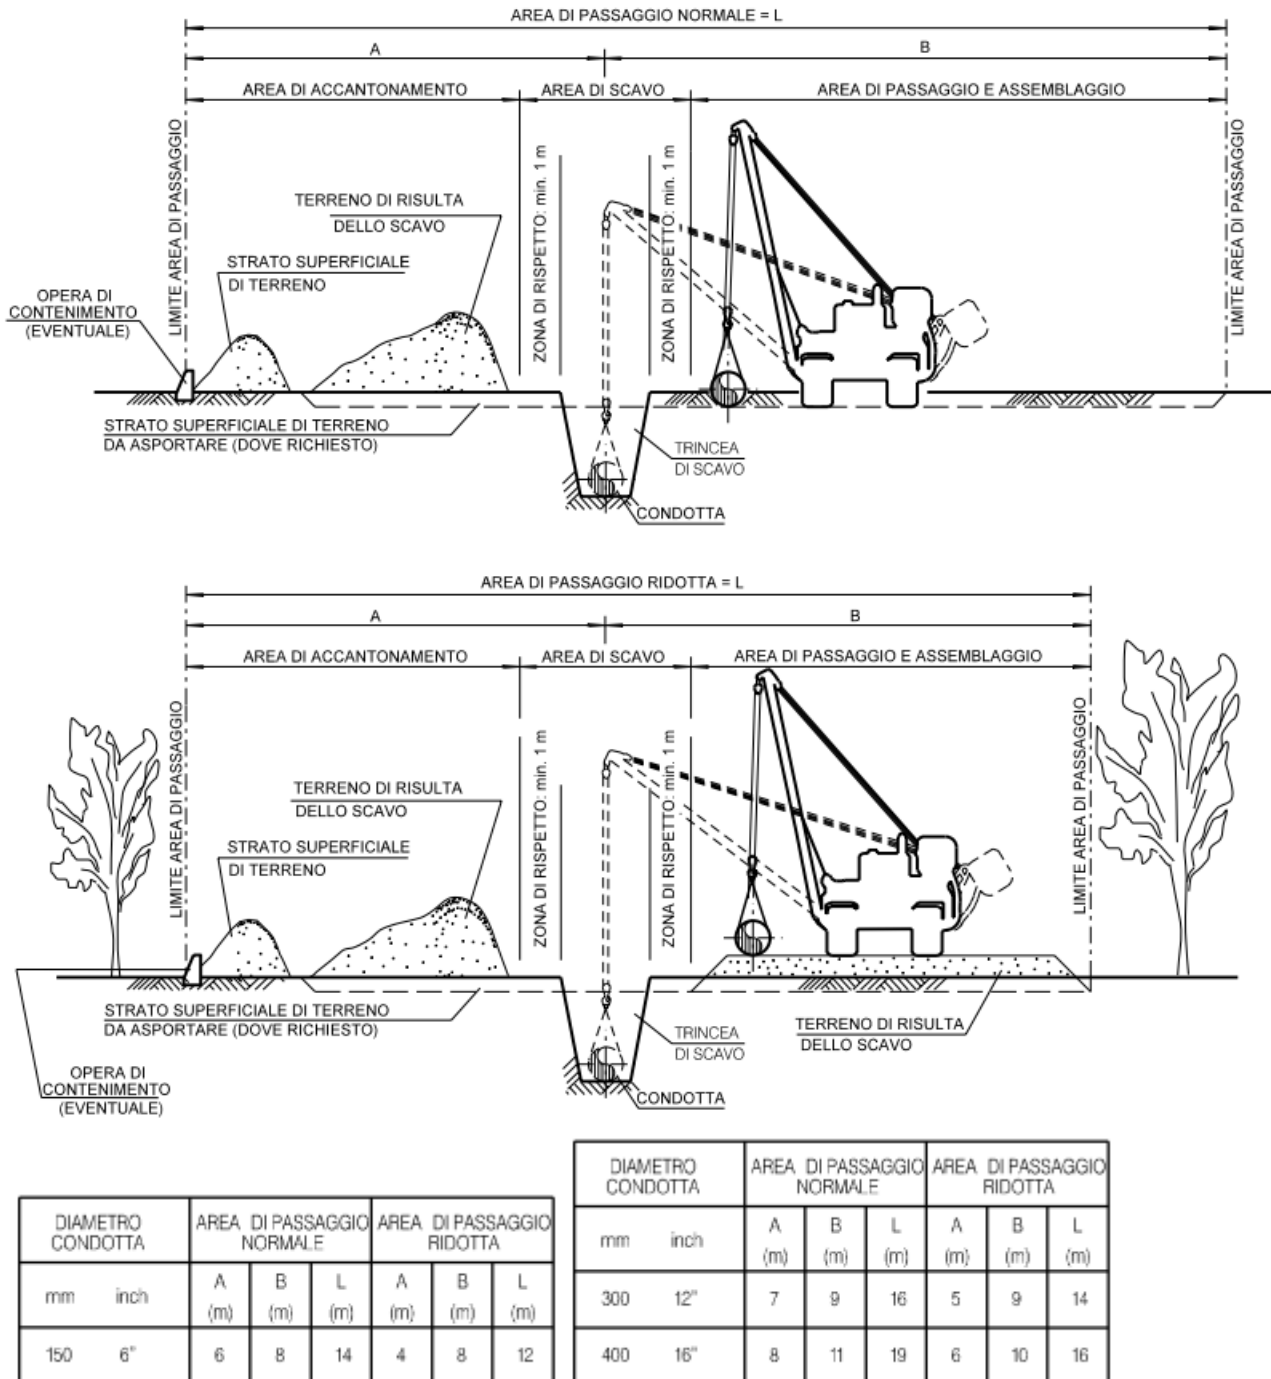 AREA DI PASSAGGIO NORMALE = L
A
B
AREA DI ACCANTONAMENTO
AREA DI SCAVO
AREA DI PASSAGGIO E ASSEMBLAGGIO
LIMITE AREA DI PASSAGGIO
ZONA DI RISPETTO: min. 1 m
ZONA DI RISPETTO: min. 1 m
LIMITE AREA DI PASSAGGIO
TERRENO DI RISULTA
DELLO SCAVO
STRATO SUPERFICIALE
DI TERRENO
OPERA DI
CONTENIMENTO
(EVENTUALE)
STRATO SUPERFICIALE DI TERRENO
DA ASPORTARE (DOVE RICHIESTO)
TRINCEA
DI SCAVO
CONDOTTA
AREA DI PASSAGGIO RIDOTTA = L
A
B
AREA DI ACCANTONAMENTO
AREA DI SCAVO
AREA DI PASSAGGIO E ASSEMBLAGGIO
LIMITE AREA DI PASSAGGIO
ZONA DI RISPETTO: min. 1 m
ZONA DI RISPETTO: min. 1 m
LIMITE AREA DI PASSAGGIO
TERRENO DI RISULTA
DELLO SCAVO
STRATO SUPERFICIALE
DI TERRENO
STRATO SUPERFICIALE DI TERRENO
DA ASPORTARE (DOVE RICHIESTO)
TRINCEA
DI SCAVO
TERRENO DI RISULTA
DELLO SCAVO
OPERA DI
CONTENIMENTO
(EVENTUALE)
CONDOTTA
DIAMETRO CONDOTTA AREA DI PASSAGGIO NORMALE AREA DI PASSAGGIO RIDOTTA
mm inch A (m) B (m) L (m) A (m) B (m) L (m)
150 6" 6 8 14 4 8 12
DIAMETRO CONDOTTA AREA DI PASSAGGIO NORMALE AREA DI PASSAGGIO RIDOTTA
mm inch A (m) B (m) L (m) A (m) B (m) L (m)
300 12" 7 9 16 5 9 14
400 16" 8 11 19 6 10 16